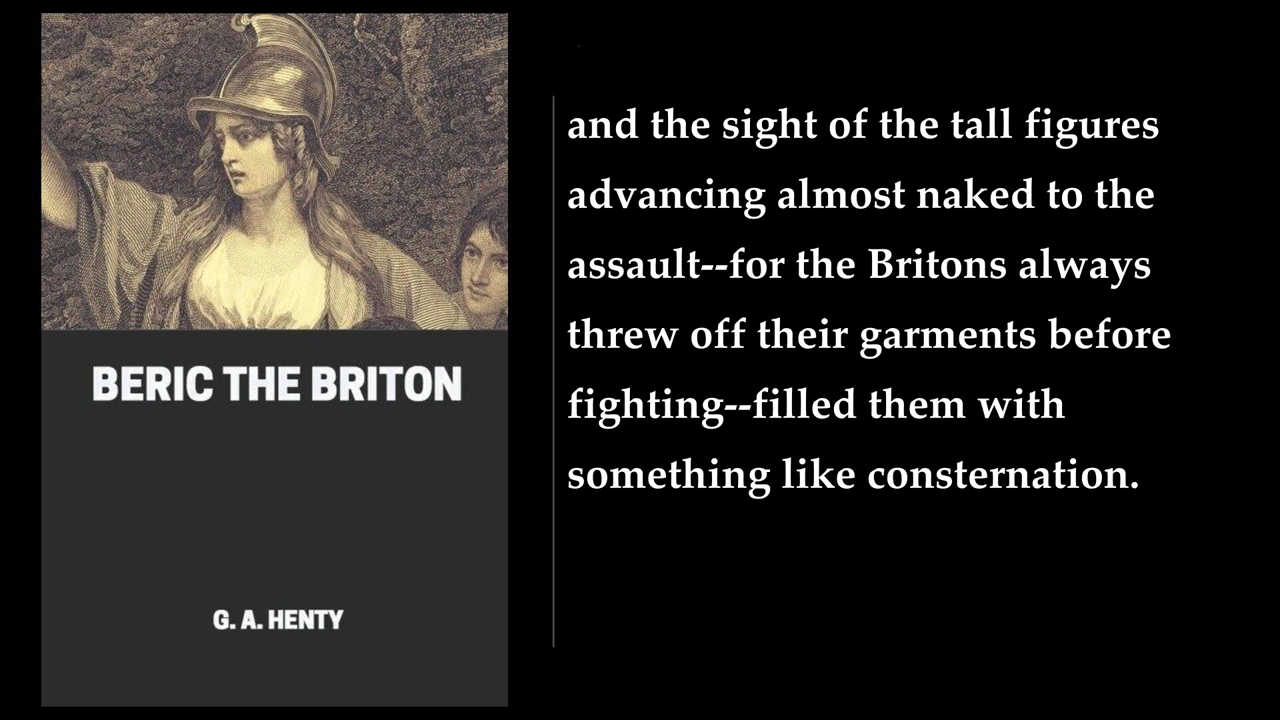 BERIC THE BRITON
G. A. HENTY
and the sight of the tall figures
advancing almost naked to the
assault--for the Britons always
threw off their garments before
fighting--filled them with
something like consternation.